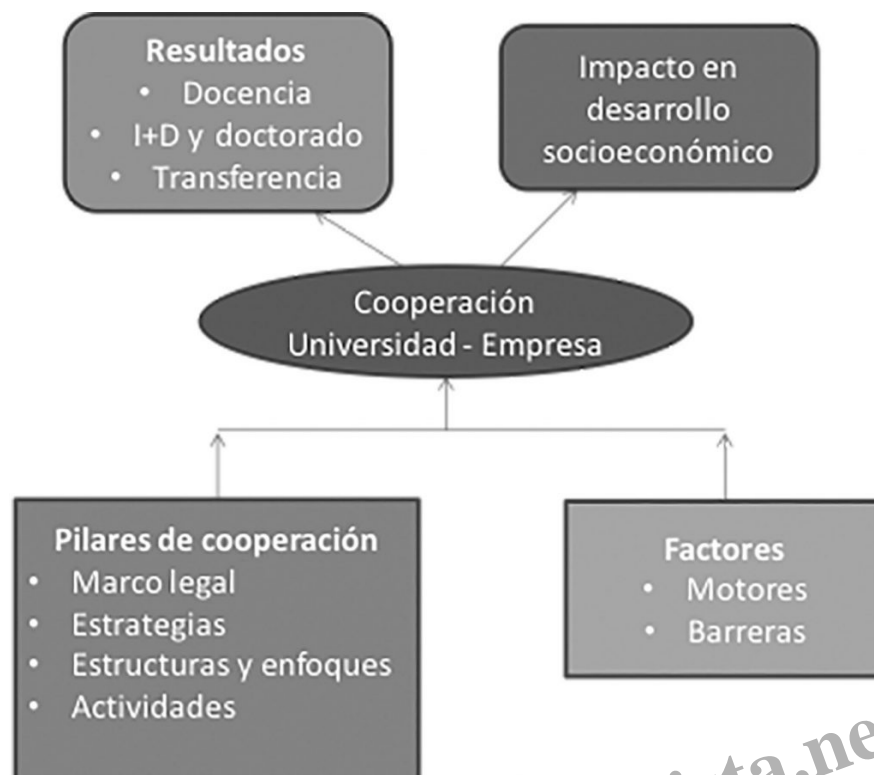 Resultados
• Docencia
• I+D y doctorado
• Transferencia
Impacto en
desarrollo
socioeconómico
Cooperación
Universidad - Empresa
Pilares de cooperación
• Marco legal
• Estrategias
• Estructuras y enfoques
• Actividades
Factores
• Motores
• Barreras